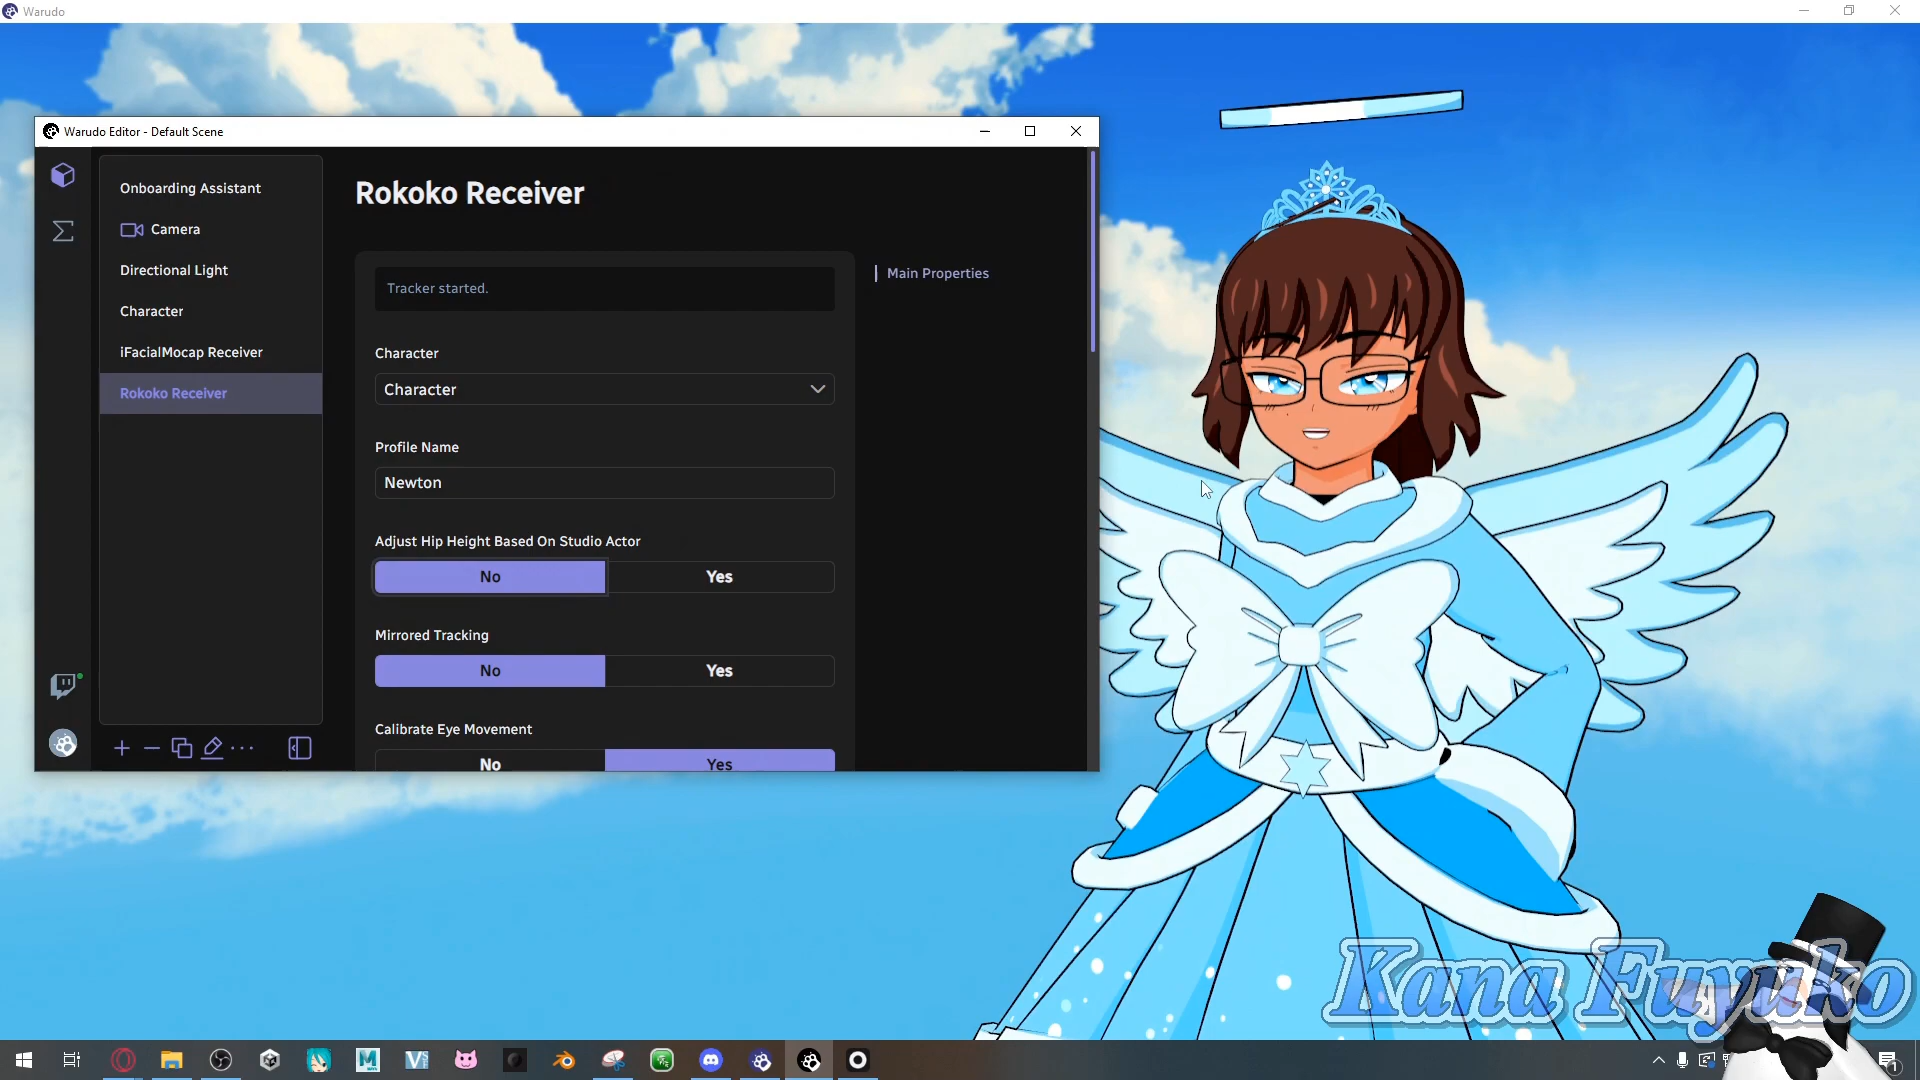 Warudo
Warudo Editor - Default Scene
Onboarding Assistant
Camera
Directional Light
Character
iFacialMocap Receiver
Rokoko Receiver
Rokoko Receiver
Tracker started.
Character
Character
Profile Name
Newton
Adjust Hip Height Based On Studio Actor
No Yes
Mirrored Tracking
No Yes
Calibrate Eye Movement
No Yes
Main Properties
Kana Fuyuko